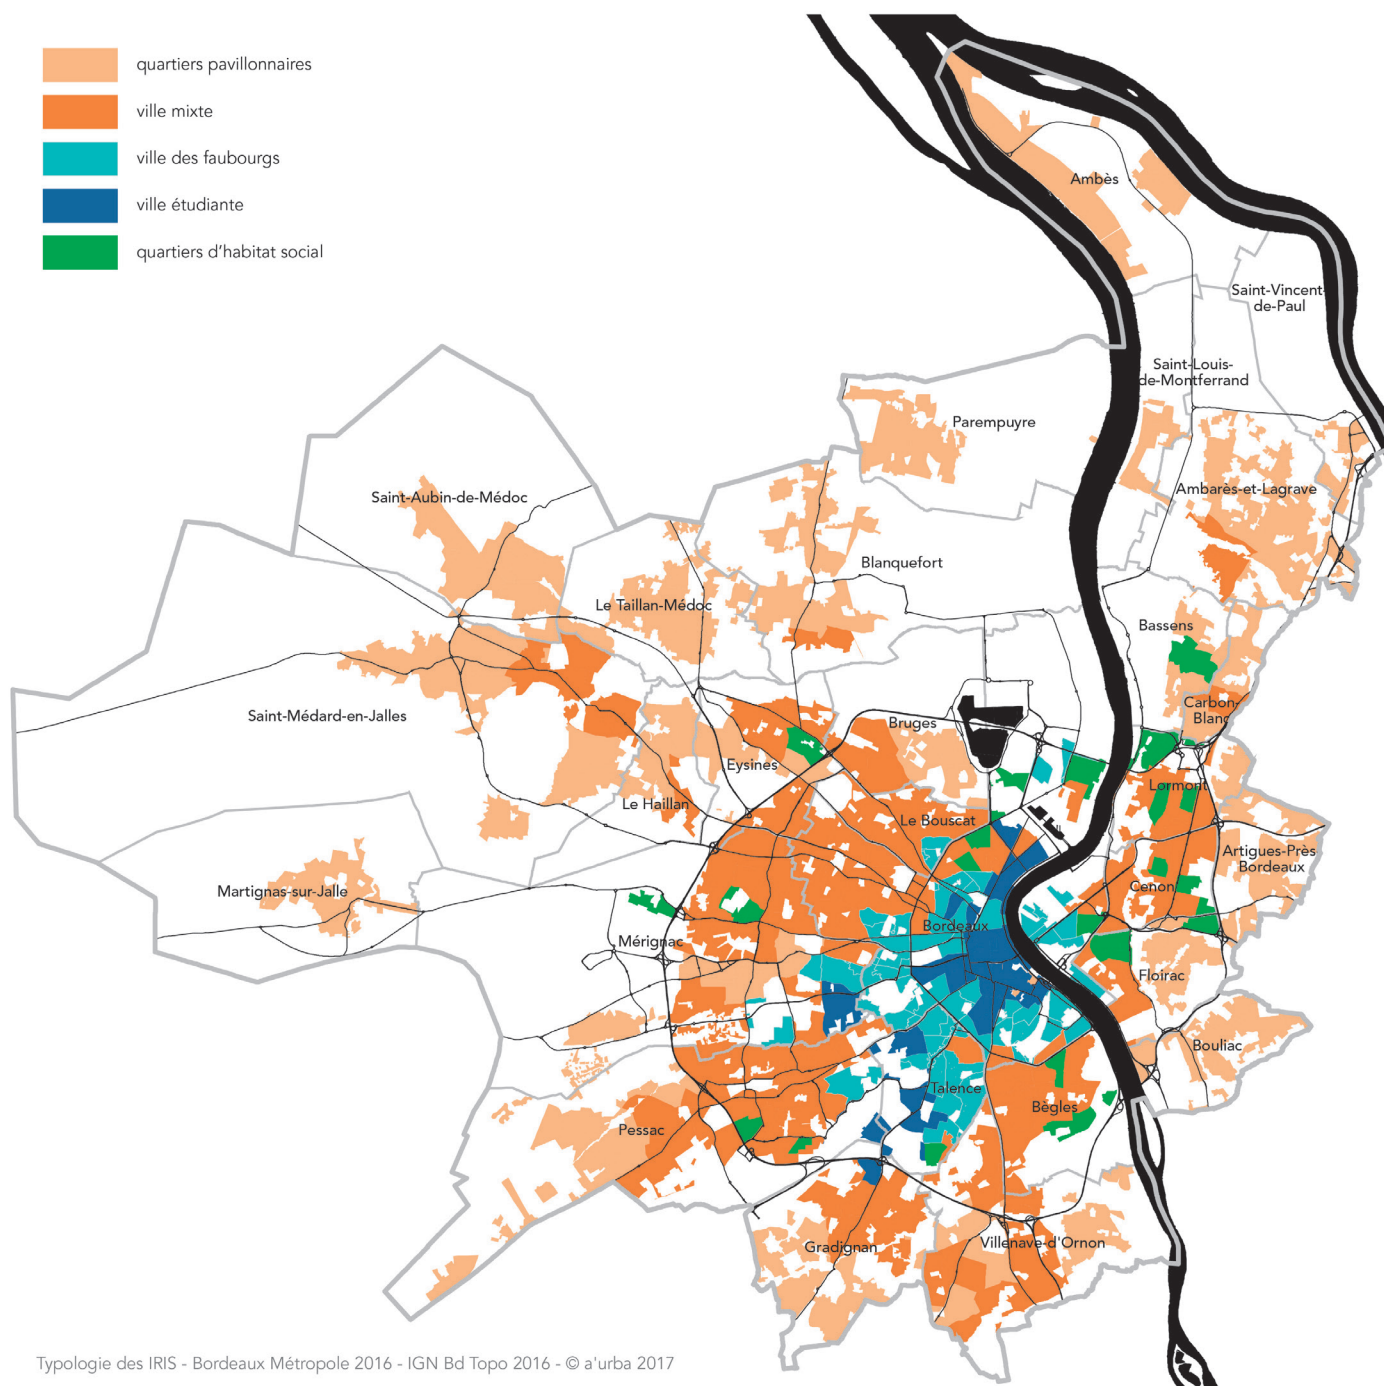 quartiers pavillonnaires
ville mixte
ville des faubourgs
ville étudiante
quartiers d'habitat social
Ambès
Saint-Vincent-
de-Paul
Saint-Louis-
de-Montferrand
Parempuyre
Ambarès-et-Lagrave
Saint-Aubin-de-Médoc
Blanquefort
Le Taillan-Médoc
Bassens
Carbon-
Blanc
Saint-Médard-en-Jalles
Bruges
Eysines
Lormont
Le Haillan
Le Bouscat
Artigues-Près-
Bordeaux
Martignas-sur-Jalle
Cenon
Bordeaux
Mérignac
Floirac
Bouliac
Talence
Bègles
Pessac
Gradignan
Villenave-d'Ornon
Typologie des IRIS - Bordeaux Métropole 2016 - IGN Bd Topo 2016 - © a'urba 2017